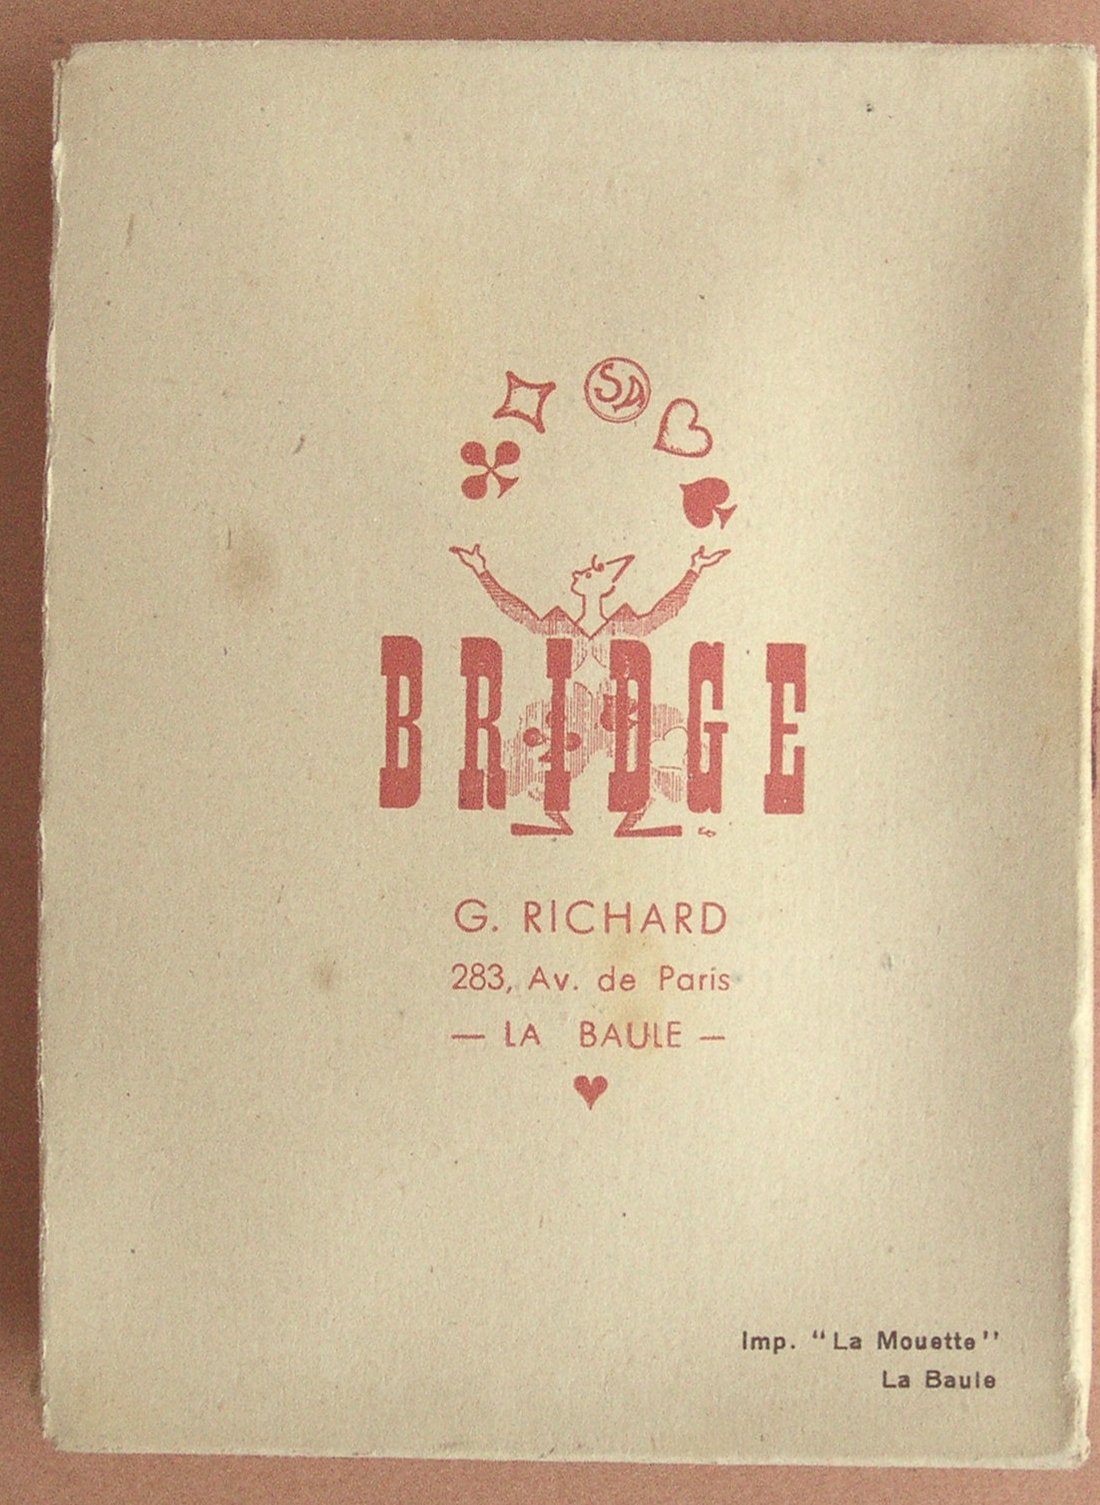 SA
BRIDGE
G. RICHARD
283, Av. de Paris
— LA BAULE —
Imp. "La Mouette"
La Baule